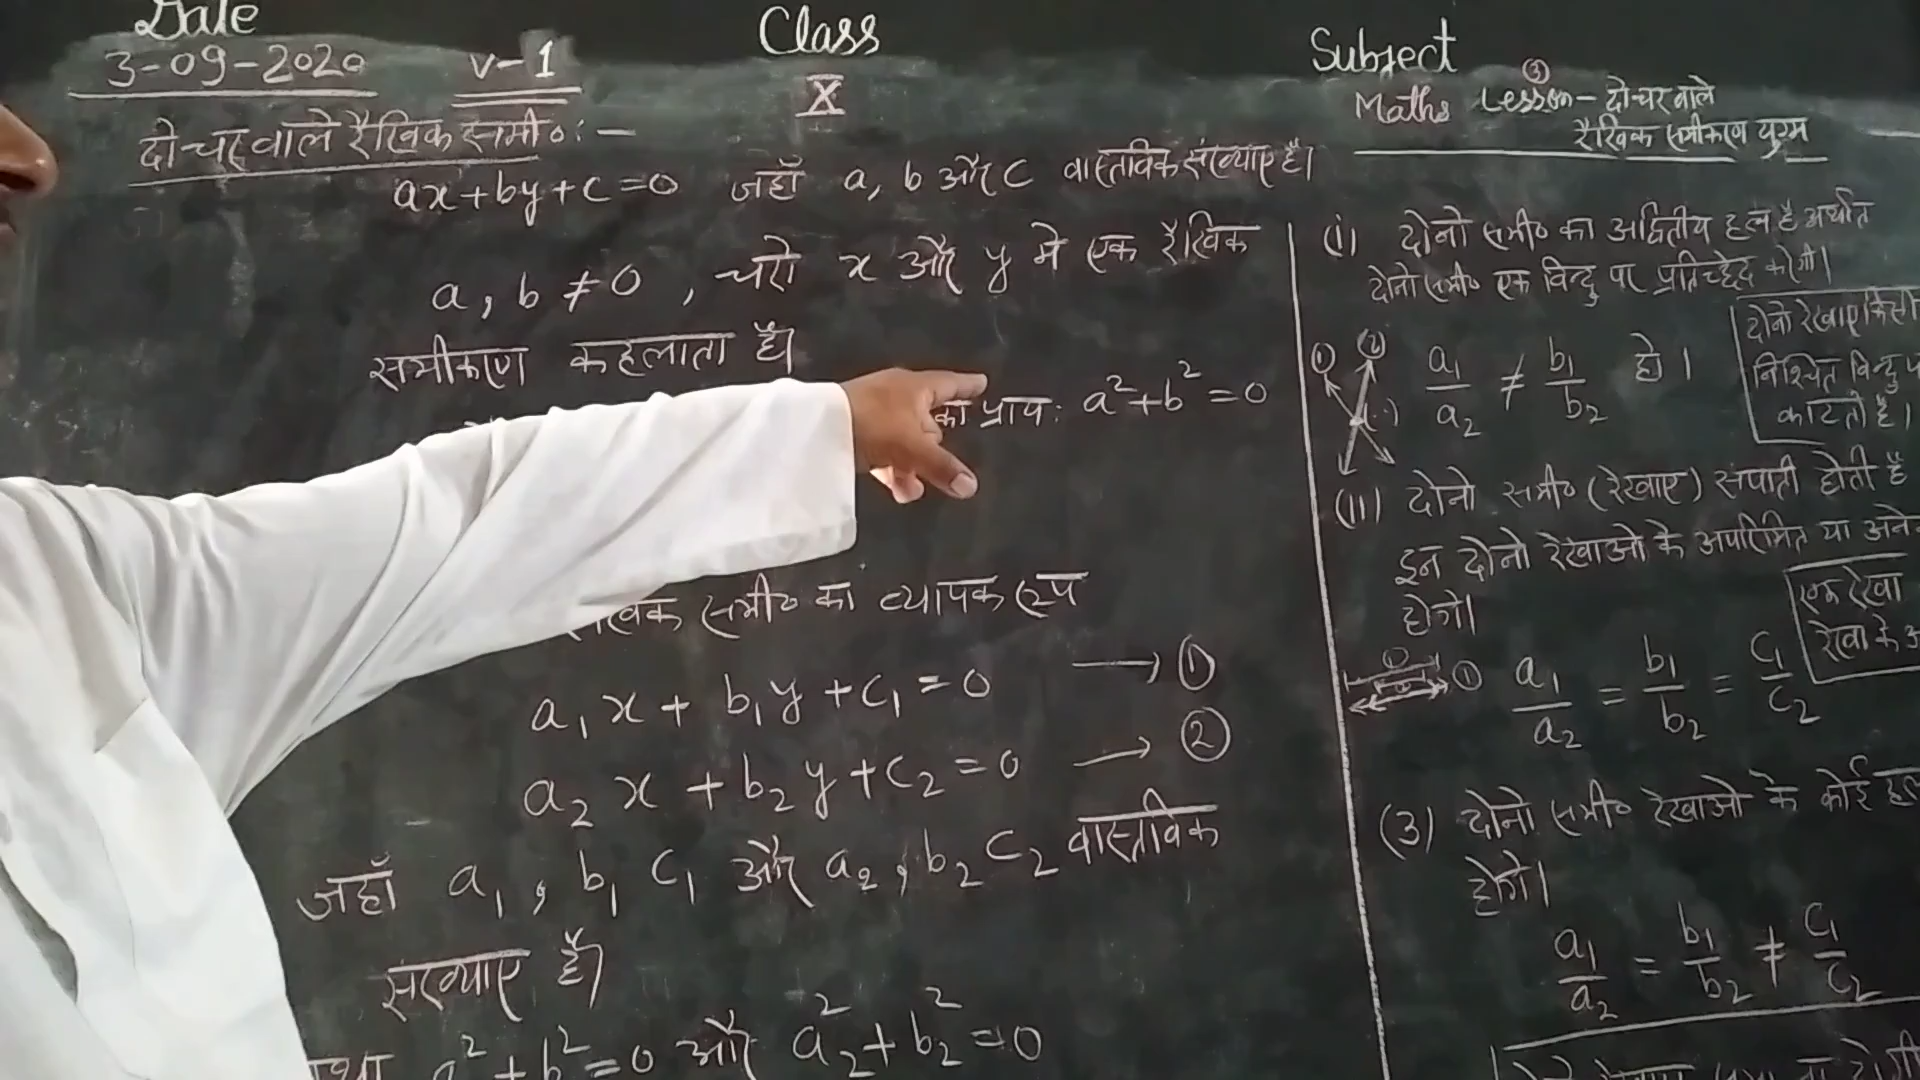 Date
3-09-2020
V-1
Class
X
Subject
Maths Lesson - दो चर वाले
③
रैखिक समीकरण युग्म
दो चर वाले रैखिक समी० : -
ax+by+c=0 जहाँ a, b और c वास्तविक संख्याए है।
a, b ≠ 0 , चरो x और y मे एक रैखिक
समीकरण कहलाता है।
का प्राय: a²+b²=0
समी० का व्यापक रूप
a₁x + b₁y + c₁ = 0 → ①
a₂x + b₂y + c₂ = 0 → ②
जहाँ a₁, b₁ c₁ और a₂, b₂ c₂ वास्तविक
संख्याए है।
a² + b² = 0 और a₂² + b₂² = 0
(i) दोनो समी० का अद्वितीय हल है अर्थात
दोनो समी० एक विन्दु पर प्रतिच्छेद करेगी।
a₁/a₂ ≠ b₁/b₂ हो।
दोनो रेखाए किसी
निश्चित विन्दु प
काटती है।
(ii) दोनो समी० (रेखाए) संपाती होती है
इन दोनो रेखाओ के अपरिमित या अने
होगे।
एक रेखा
रेखा के
① a₁/a₂ = b₁/b₂ = c₁/c₂
(3) दोनो समी० रेखाओ के कोई हल
होगे।
a₁/a₂ = b₁/b₂ ≠ c₁/c₂